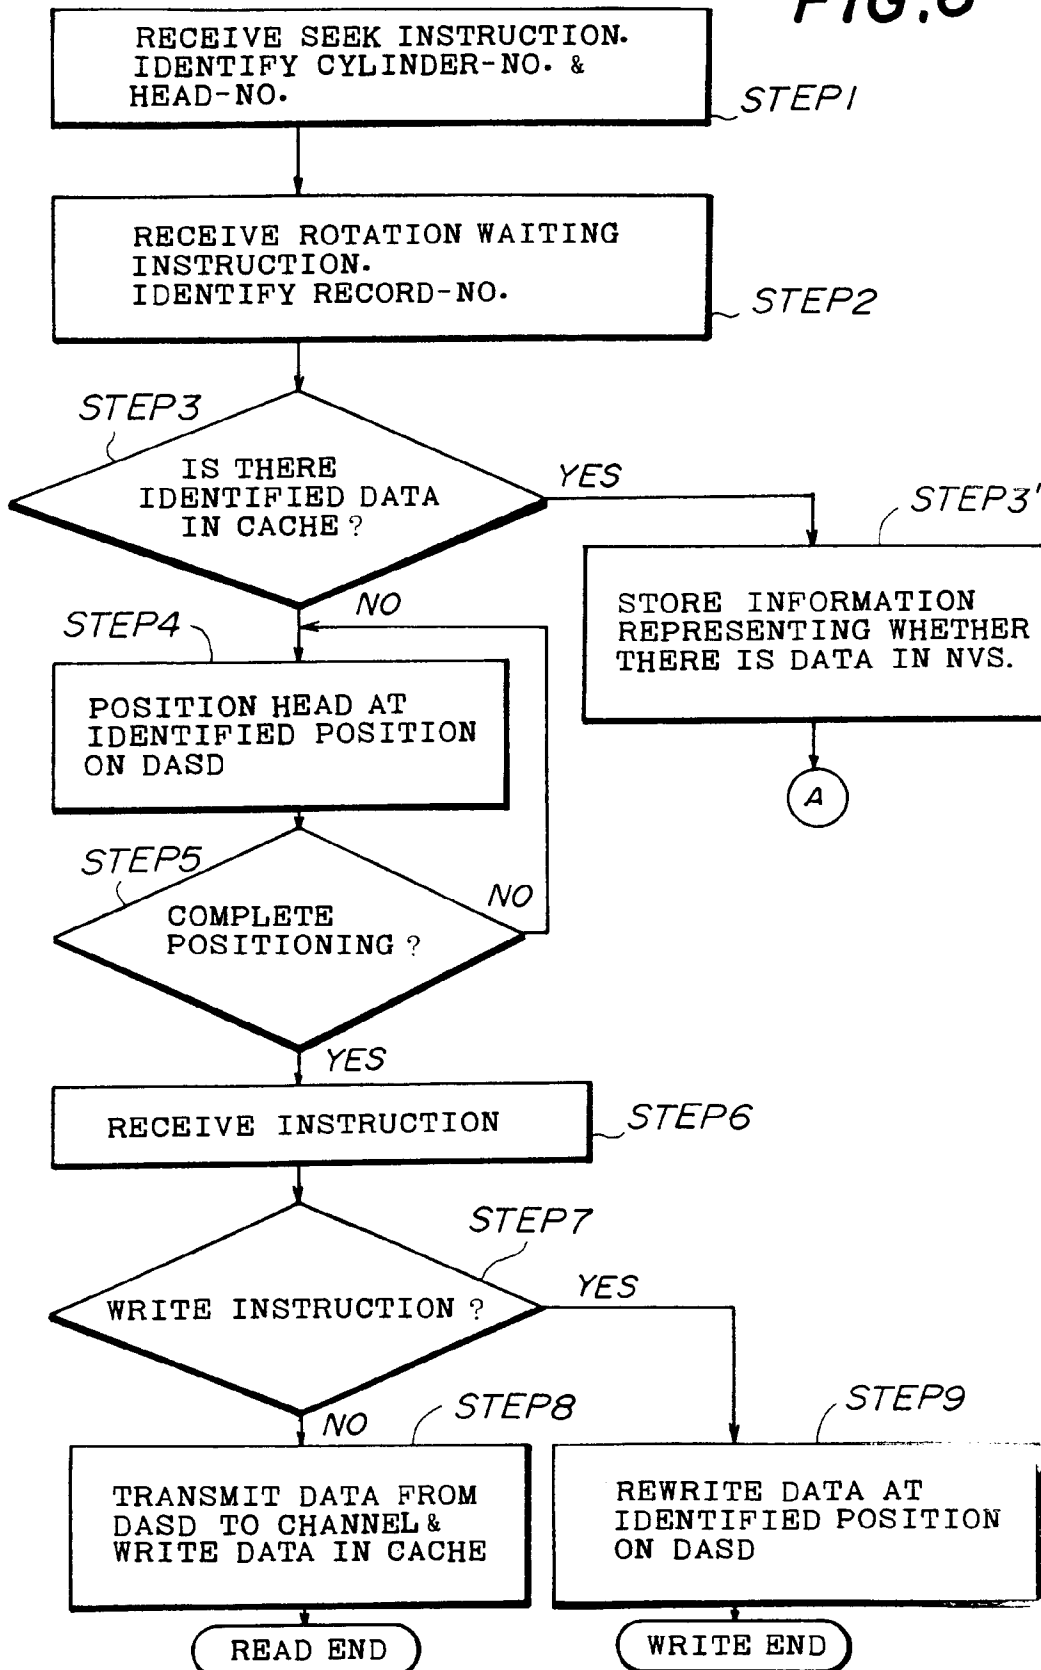 RECEIVE SEEK INSTRUCTION.
IDENTIFY CYLINDER-NO. &
HEAD-NO.
STEP1
RECEIVE ROTATION WAITING
INSTRUCTION.
IDENTIFY RECORD-NO.
STEP2
STEP3
IS THERE
IDENTIFIED DATA
IN CACHE?
YES
STEP3'
STORE INFORMATION
REPRESENTING WHETHER
THERE IS DATA IN NVS.
A
NO
STEP4
POSITION HEAD AT
IDENTIFIED POSITION
ON DASD
STEP5
COMPLETE
POSITIONING?
NO
YES
RECEIVE INSTRUCTION
STEP6
STEP7
WRITE INSTRUCTION?
YES
NO
STEP8
TRANSMIT DATA FROM
DASD TO CHANNEL&
WRITE DATA IN CACHE
READ END
STEP9
REWRITE DATA AT
IDENTIFIED POSITION
ON DASD
WRITE END